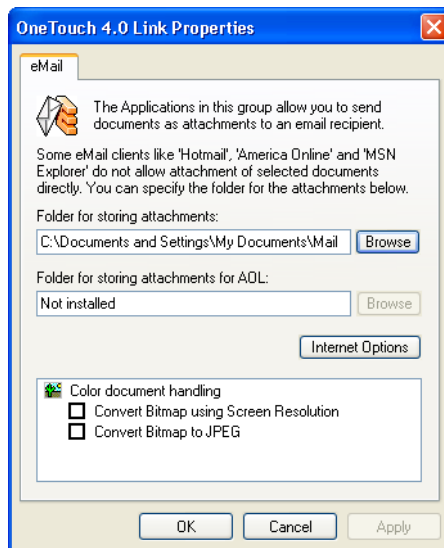 OneTouch 4.0 Link Properties
eMail
The Applications in this group allow you to send
documents as attachments to an email recipient.
Some eMail clients like 'Hotmail', 'America Online' and 'MSN
Explorer' do not allow attachment of selected documents
directly. You can specify the folder for the attachments below.
Folder for storing attachments:
C:\Documents and Settings\My Documents\Mail Browse
Folder for storing attachments for AOL:
Not installed Browse
Internet Options
Color document handling
Convert Bitmap using Screen Resolution
Convert Bitmap to JPEG
OK Cancel Apply